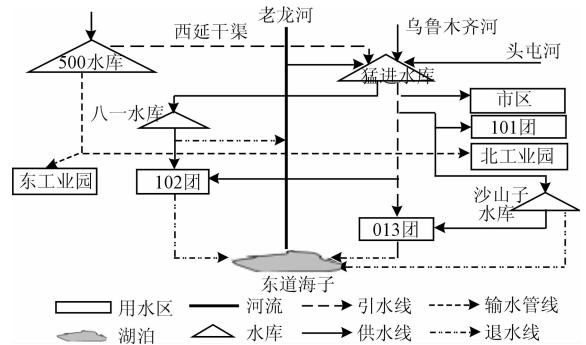 老龙河
西延干渠
乌鲁木齐河
头屯河
500水库
猛进水库
八一水库
市区
101团
北工业园
东工业园
102团
沙山子
水库
013团
东道海子
用水区
河流
引水线
输水管线
湖泊
水库
供水线
退水线